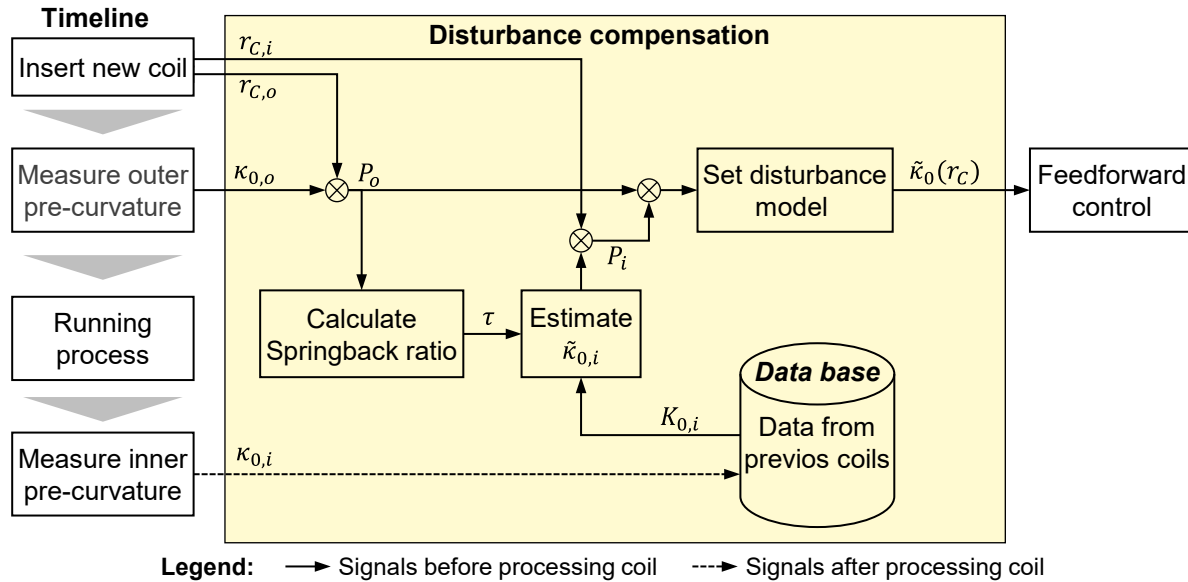 Timeline
Disturbance compensation
Insert new coil
r_{C,i}
r_{C,o}
Measure outer
pre-curvature
κ_{0,o}
P_o
Set disturbance
model
κ̃_0(r_C)
Feedforward
control
P_i
Running
process
Calculate
Springback ratio
τ
Estimate
κ̃_{0,i}
Data base
Data from
previos coils
K_{0,i}
Measure inner
pre-curvature
κ_{0,i}
Legend:
Signals before processing coil
Signals after processing coil